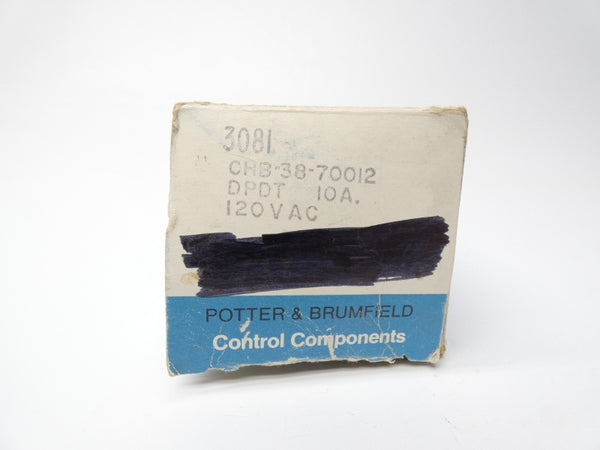 3081
CHB-38-70012
DPDT 10A.
120VAC
POTTER & BRUMFIELD
Control Components